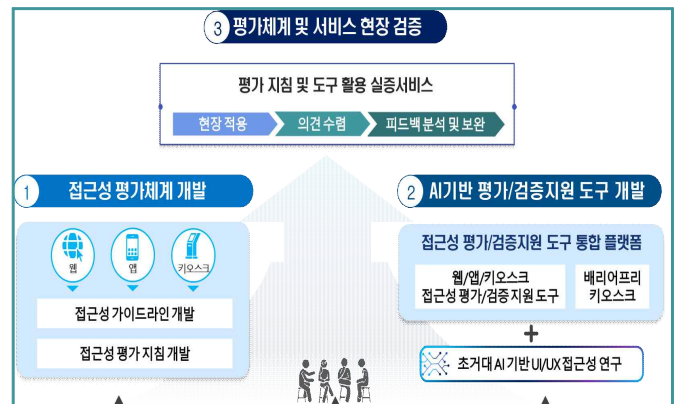 3 평가체계 및 서비스 현장 검증
평가 지침 및 도구 활용 실증서비스
현장 적용
의견 수렴
피드백 분석 및 보완
1 접근성 평가체계 개발
웹
앱
키오스크
접근성 가이드라인 개발
접근성 평가 지침 개발
2 AI기반 평가/검증지원 도구 개발
접근성 평가/검증지원 도구 통합 플랫폼
웹/앱/키오스크
접근성 평가/검증 지원 도구
배리어프리
키오스크
+
초거대 AI 기반 UI/UX 접근성 연구